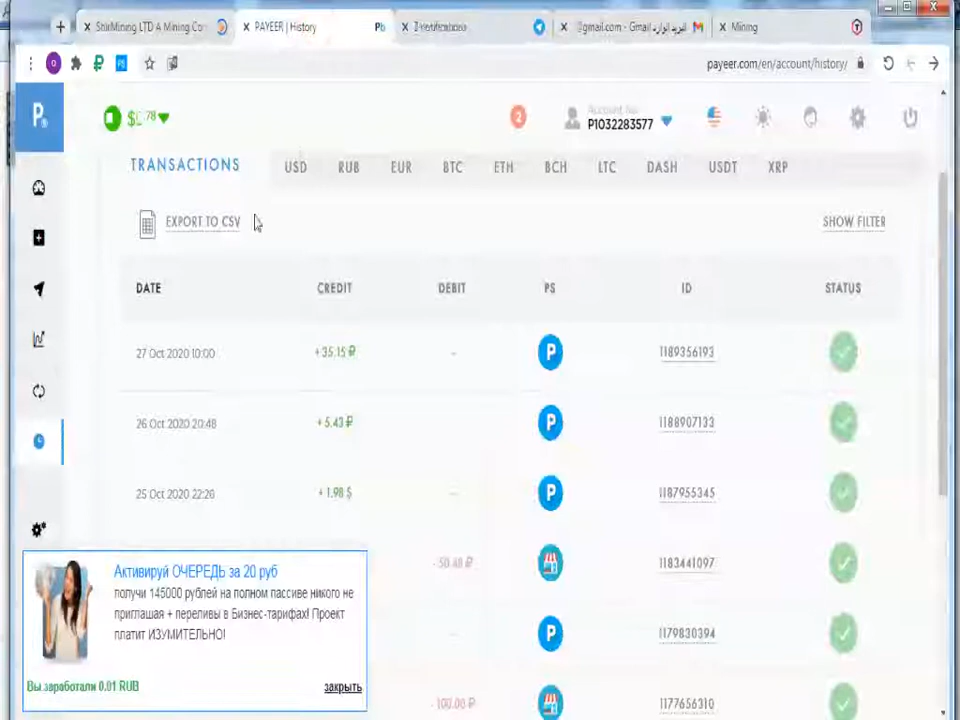 StirMining LTD A Mining Co
PAYEER | History
Pb
gmail.com - Gmail البريد الوارد
Mining
payeer.com/en/account/history/
2
Account No
P1032283577
TRANSACTIONS USD RUB EUR BTC ETH BCH LTC DASH USDT XRP
EXPORT TO CSV SHOW FILTER
DATE CREDIT DEBIT PS ID STATUS
27 Oct 2020 10:00 +35.15 ₽ - P 1189356193
26 Oct 2020 20:48 +5.43 ₽ P 1188907133
25 Oct 2020 22:26 +1.98 $ - P 1187955345
- 50.48 ₽ 1183441097
- P 1179830394
- 100.00 ₽ 1177656310
Активируй ОЧЕРЕДЬ за 20 руб
получи 145000 рублей на полном пассиве никого не
приглашая + переливы в Бизнес-тарифах! Проект
платит ИЗУМИТЕЛЬНО!
Вы заработали 0.01 RUB закрыть